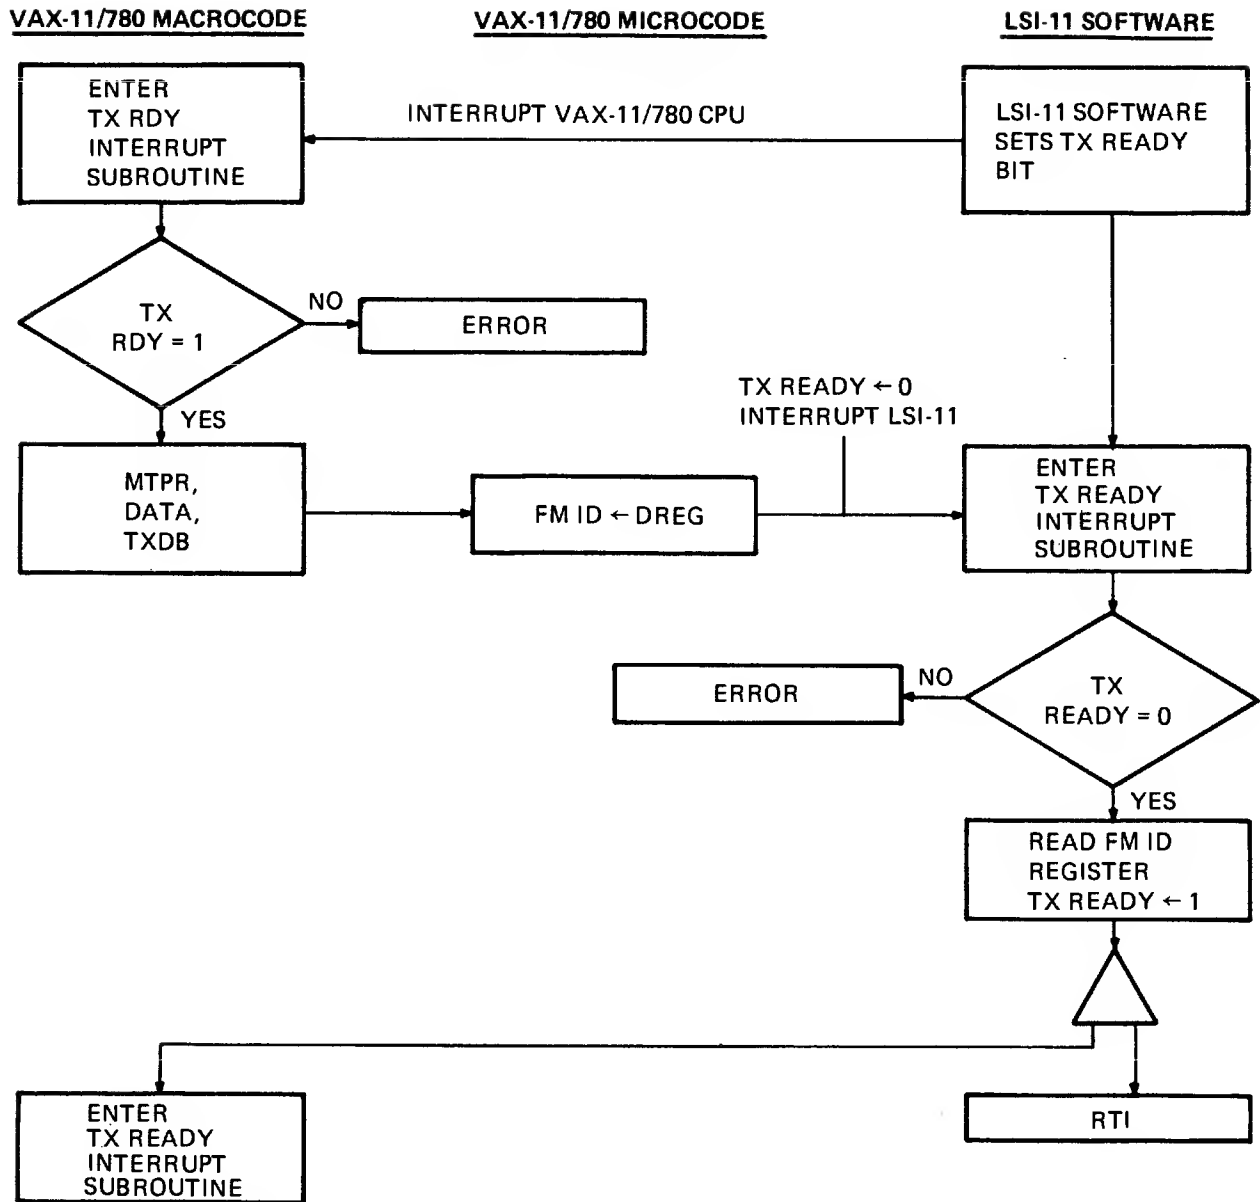 VAX-11/780 MACROCODE
VAX-11/780 MICROCODE
LSI-11 SOFTWARE
ENTER
TX RDY
INTERRUPT
SUBROUTINE
INTERRUPT VAX-11/780 CPU
LSI-11 SOFTWARE
SETS TX READY
BIT
TX
RDY = 1
NO
ERROR
YES
MTPR,
DATA,
TXDB
FM ID ← DREG
TX READY ← 0
INTERRUPT LSI-11
ENTER
TX READY
INTERRUPT
SUBROUTINE
TX
READY = 0
NO
ERROR
YES
READ FM ID
REGISTER
TX READY ← 1
ENTER
TX READY
INTERRUPT
SUBROUTINE
RTI